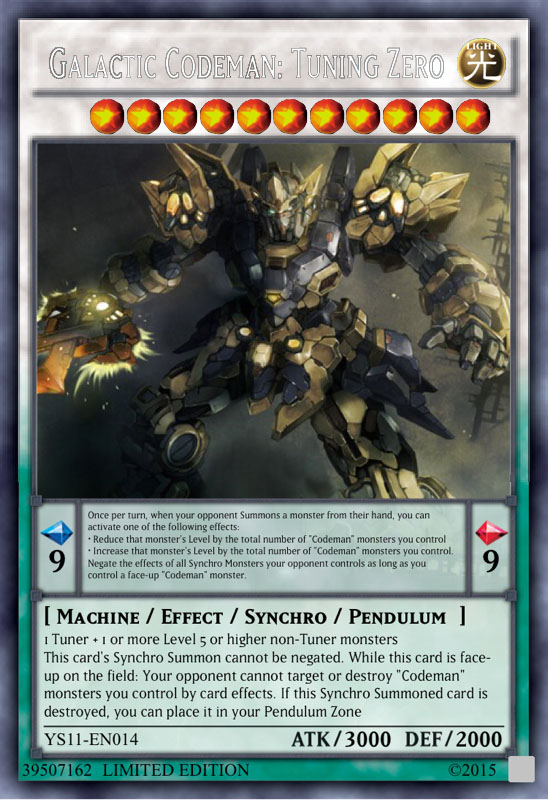 Galactic Codeman: Tuning Zero
LIGHT
光
Once per turn, when your opponent Summons a monster from their hand, you can
activate one of the following effects:
• Reduce that monster's Level by the total number of "Codeman" monsters you control
• Increase that monster's Level by the total number of "Codeman" monsters you control.
Negate the effects of all Synchro Monsters your opponent controls as long as you
control a face-up "Codeman" monster.
9
9
[ Machine / Effect / Synchro / Pendulum ]
1 Tuner + 1 or more Level 5 or higher non-Tuner monsters
This card's Synchro Summon cannot be negated. While this card is face-
up on the field: Your opponent cannot target or destroy "Codeman"
monsters you control by card effects. If this Synchro Summoned card is
destroyed, you can place it in your Pendulum Zone
YS11-EN014 ATK/3000 DEF/2000
39507162 LIMITED EDITION ©2015